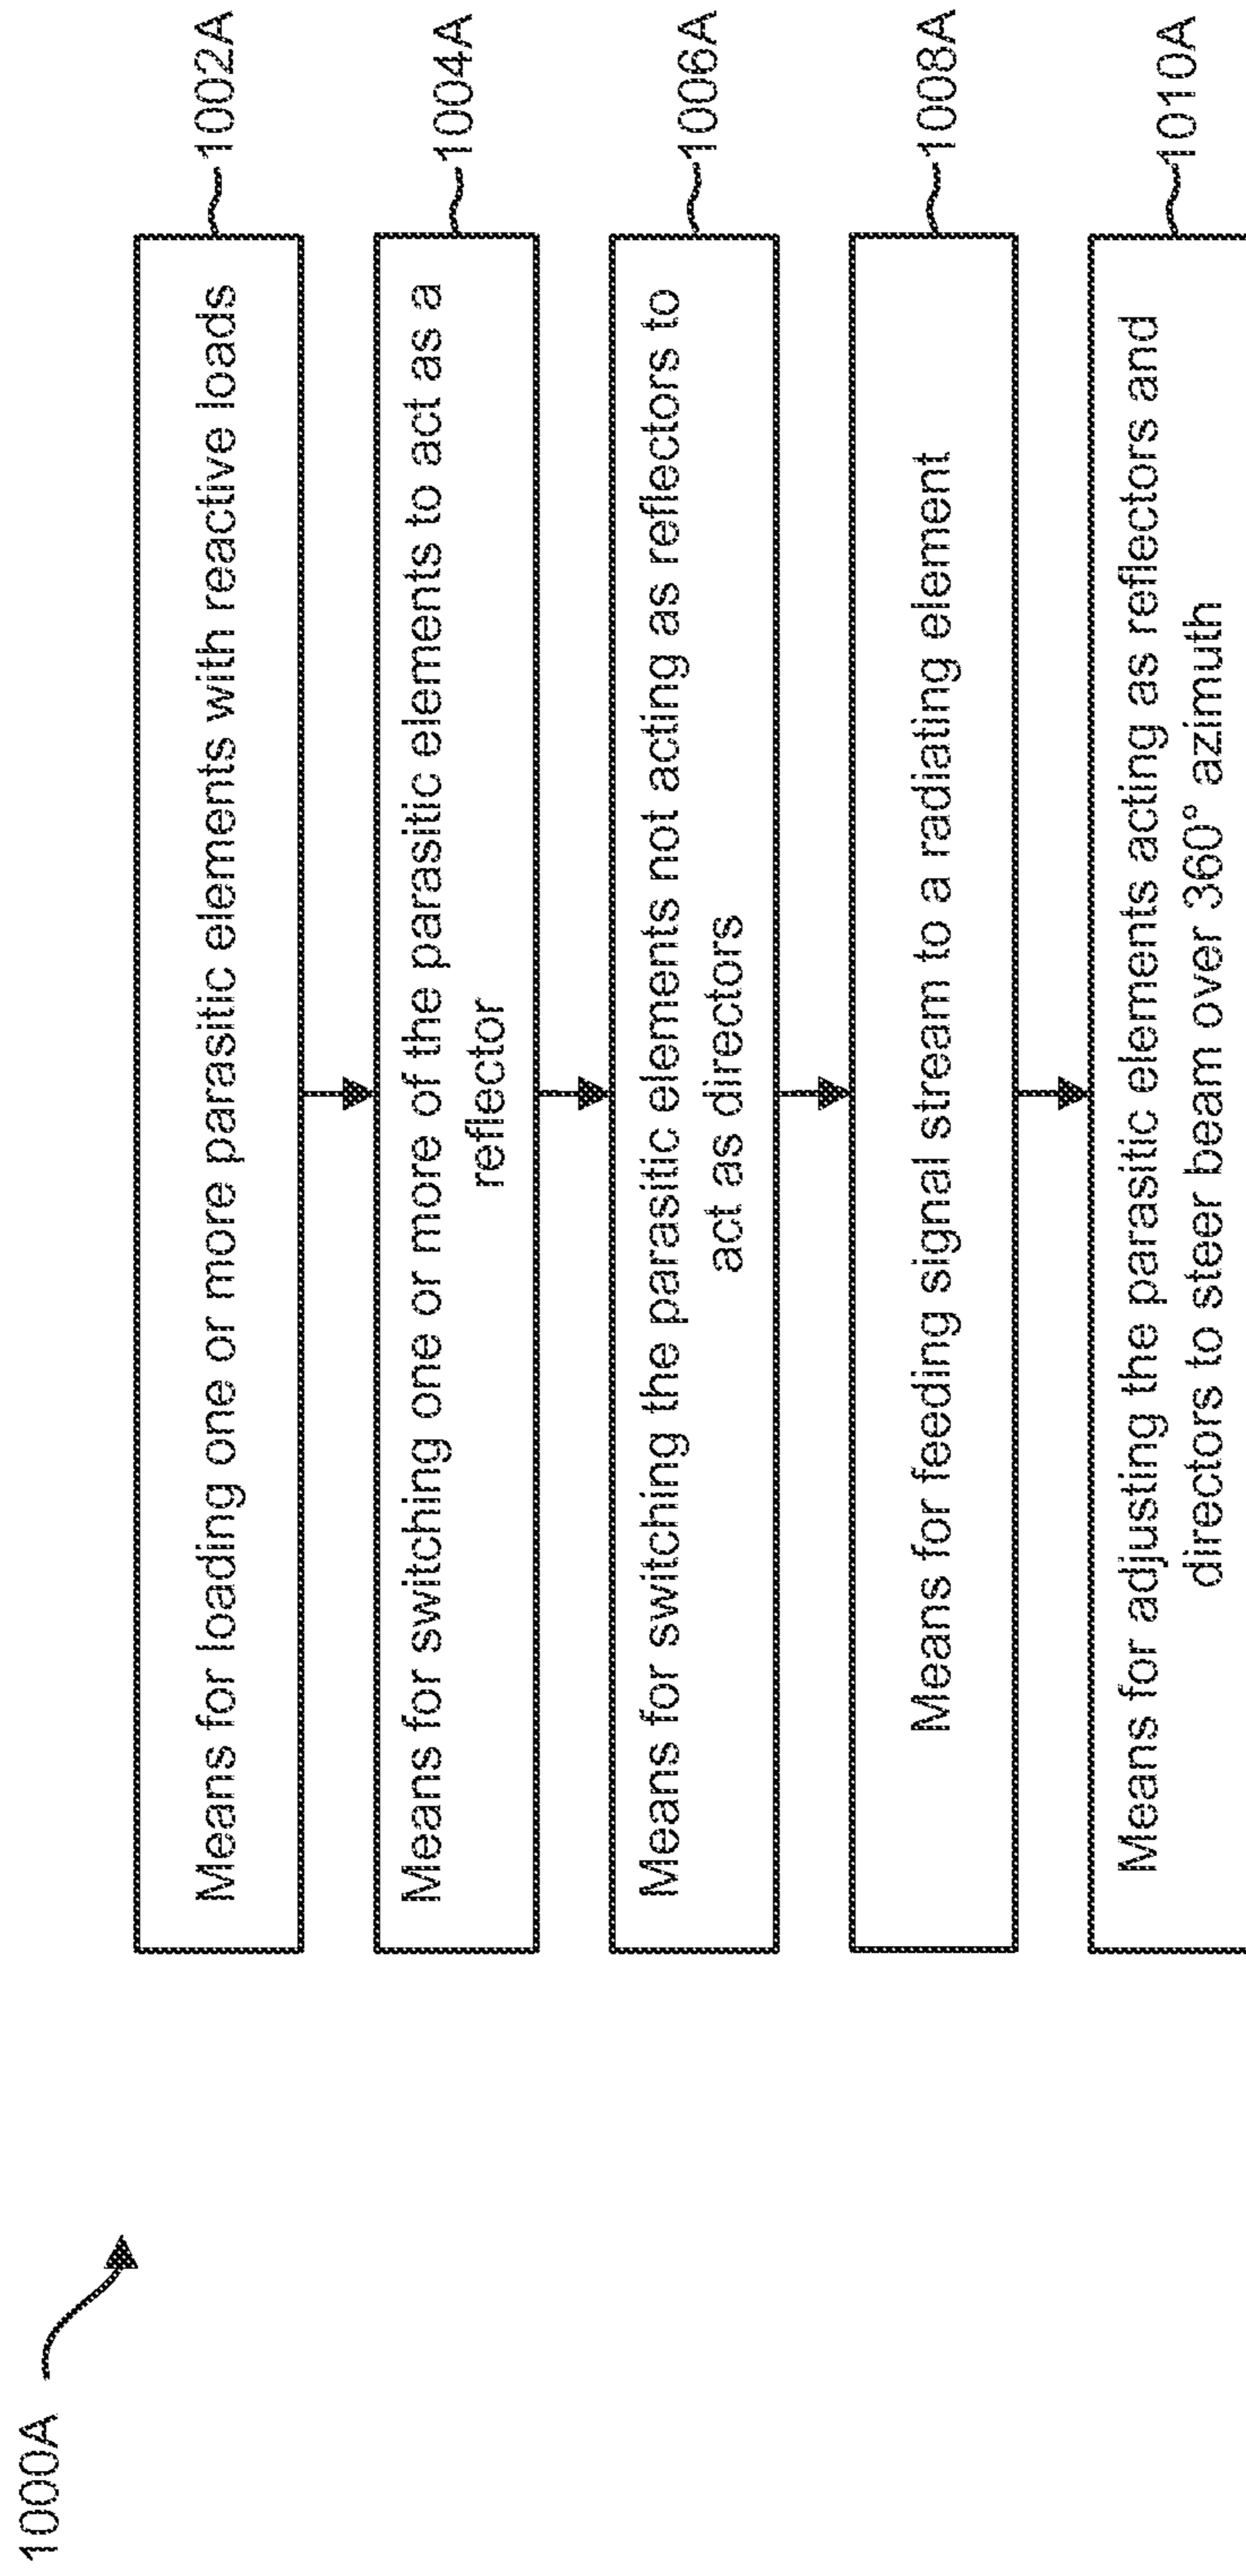 1000A
Means for loading one or more parasitic elements with reactive loads
1002A
Means for switching one or more of the parasitic elements to act as a
reflector
1004A
Means for switching the parasitic elements not acting as reflectors to
act as directors
1006A
Means for feeding signal stream to a radiating element
1008A
Means for adjusting the parasitic elements acting as reflectors and
directors to steer beam over 360° azimuth
1010A